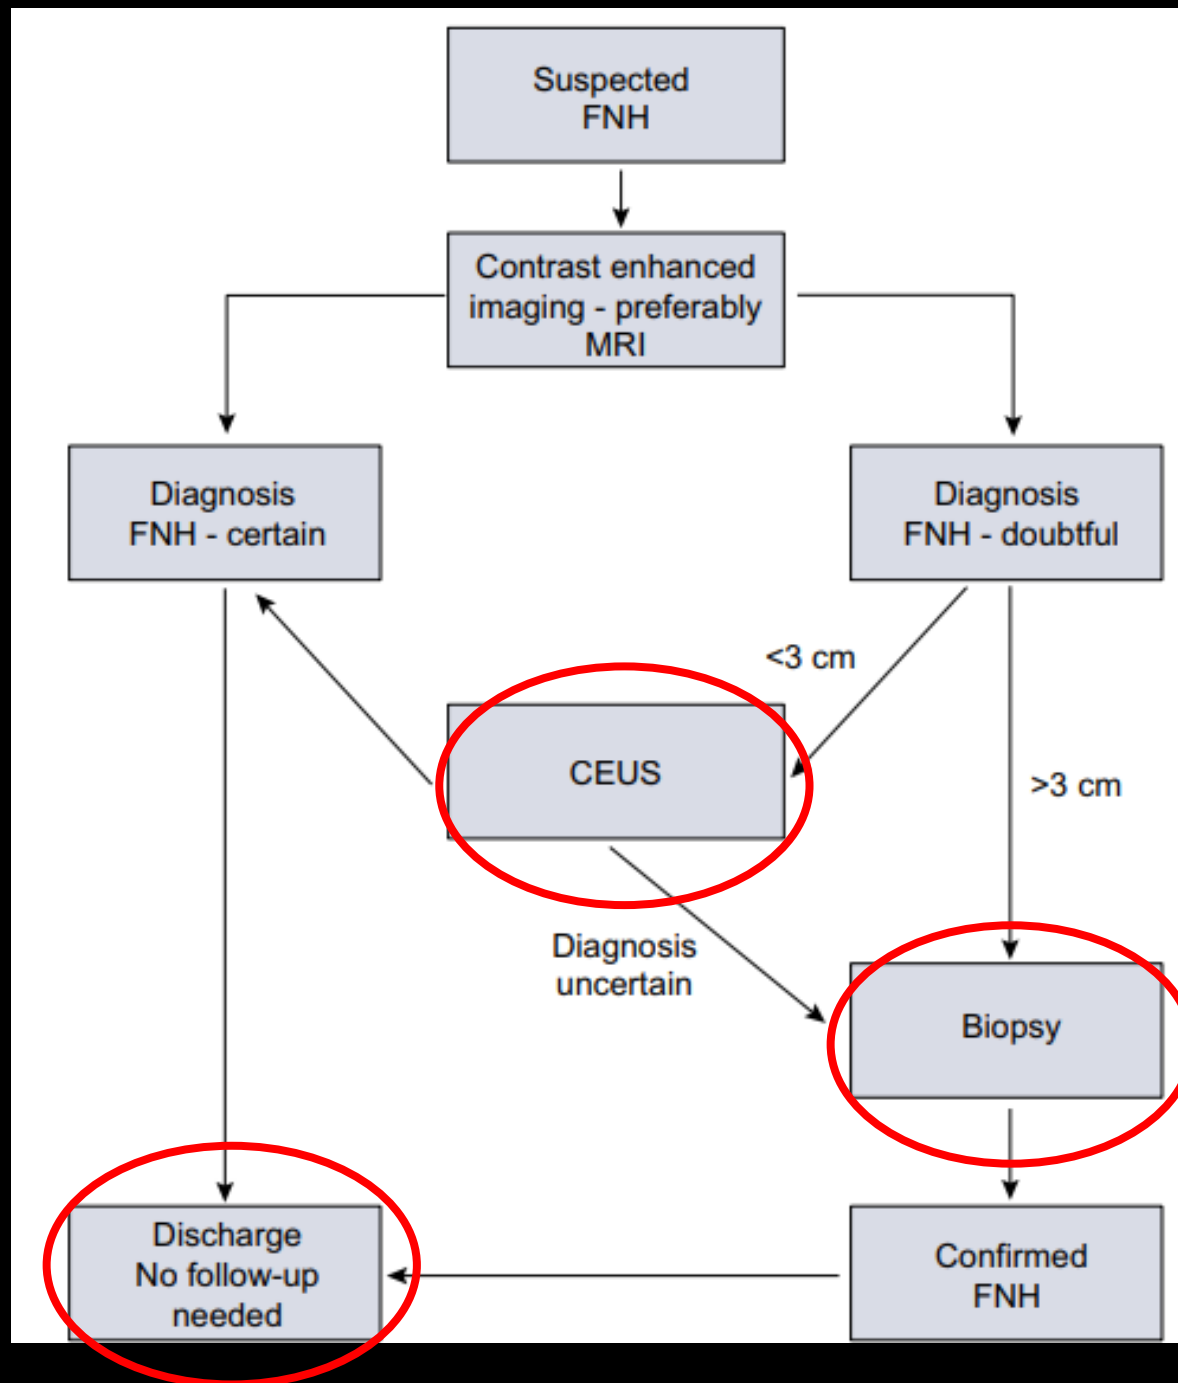 Suspected
FNH
Contrast enhanced
imaging - preferably
MRI
Diagnosis
FNH - certain
Diagnosis
FNH - doubtful
<3 cm
CEUS
>3 cm
Diagnosis
uncertain
Biopsy
Discharge
No follow-up
needed
Confirmed
FNH